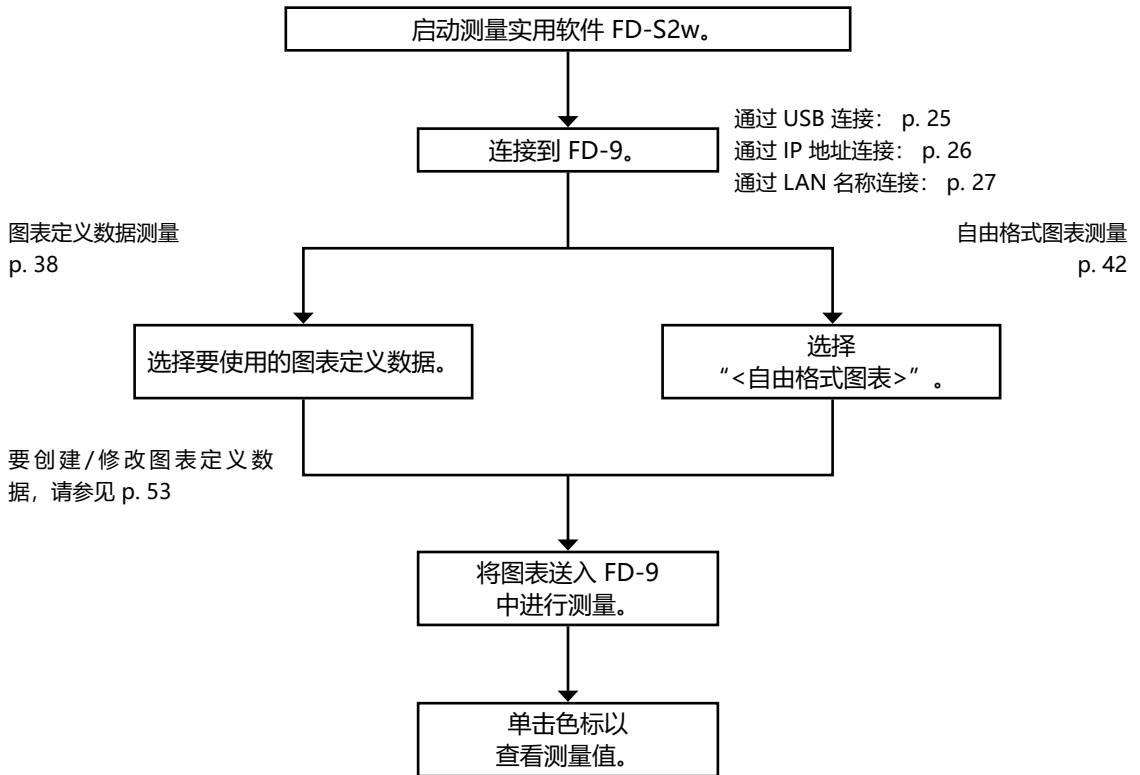 启动测量实用软件 FD-S2w。
连接到 FD-9。
通过 USB 连接： p. 25
通过 IP 地址连接： p. 26
通过 LAN 名称连接： p. 27
图表定义数据测量
p. 38
自由格式图表测量
p. 42
选择要使用的图表定义数据。
选择
“<自由格式图表>”。
要创建/修改图表定义数
据，请参见 p. 53
将图表送入 FD-9
中进行测量。
单击色标以
查看测量值。